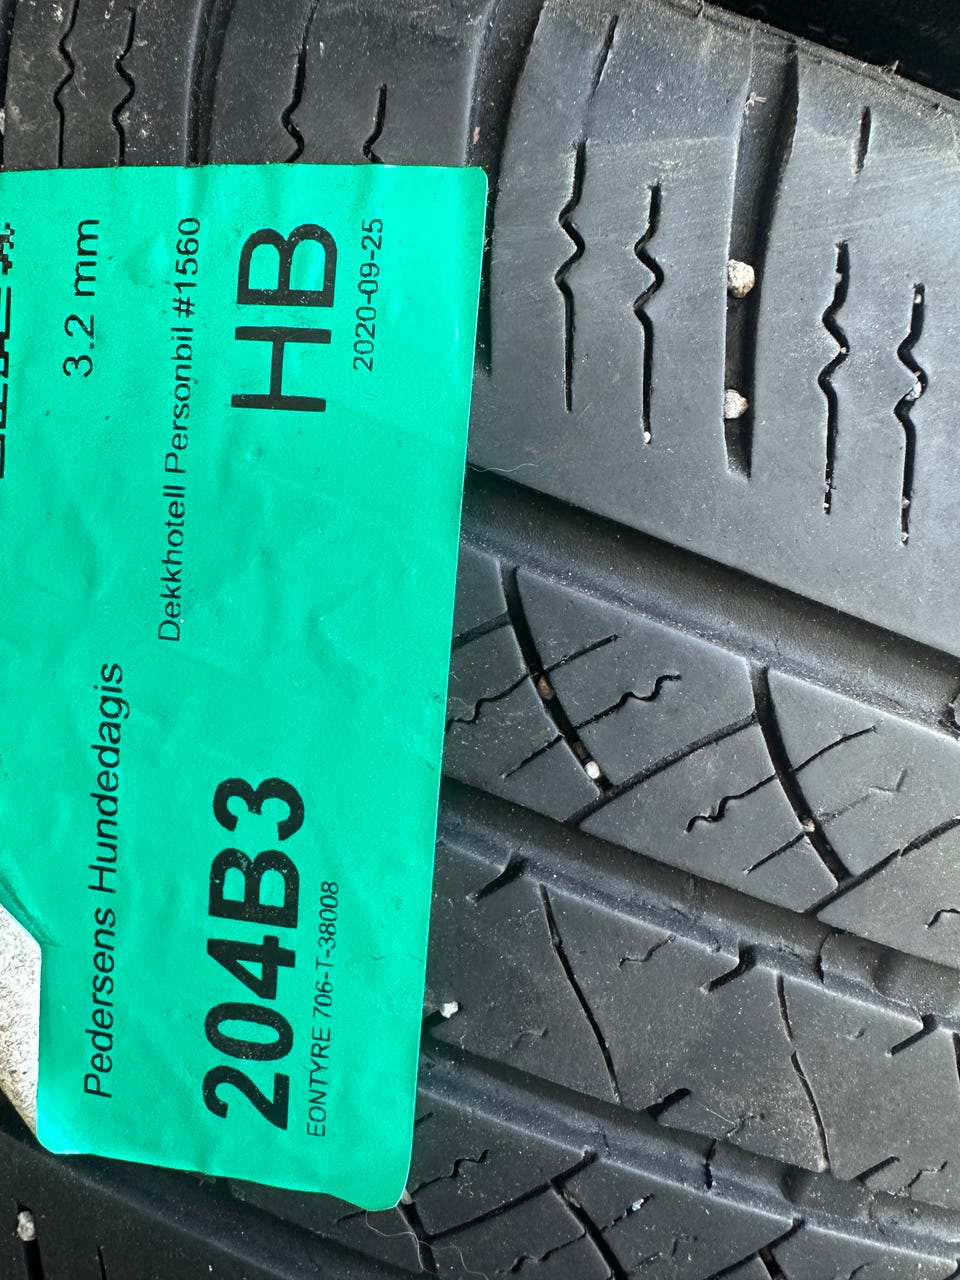 3.2 mm
Pedersens Hundedagis
Dekkhotell Personbil #1560
204B3
HB
EONTYRE 706-T-38008
2020-09-25